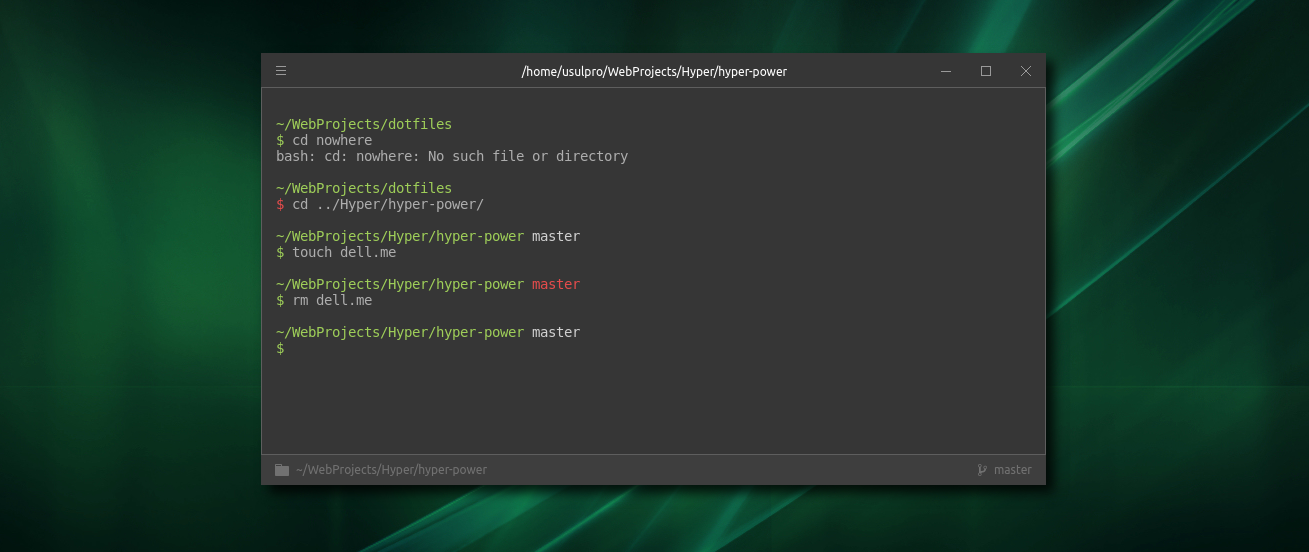 /home/usulpro/WebProjects/Hyper/hyper-power
~/WebProjects/dotfiles
$ cd nowhere
bash: cd: nowhere: No such file or directory
~/WebProjects/dotfiles
$ cd ../Hyper/hyper-power/
~/WebProjects/Hyper/hyper-power master
$ touch dell.me
~/WebProjects/Hyper/hyper-power master
$ rm dell.me
~/WebProjects/Hyper/hyper-power master
$
~/WebProjects/Hyper/hyper-power master